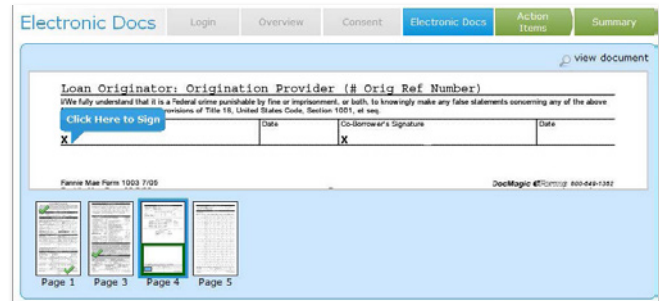 Electronic Docs
Login
Overview
Consent
Electronic Docs
Action
Items
Summary
view document
Loan Originator: Origination Provider (# Orig Ref Number)
I/We fully understand that it is a Federal crime punishable by fine or imprisonment, or both, to knowingly make any false statements concerning any of the above
provisions of Title 18, United States Code, Section 1001, et seq.
Click Here to Sign
Date
Co-Borrower's Signature
Date
X
X
Fannie Mae Form 1003 7/05
DocMagic eForms 800-649-1362
Page 1
Page 3
Page 4
Page 5